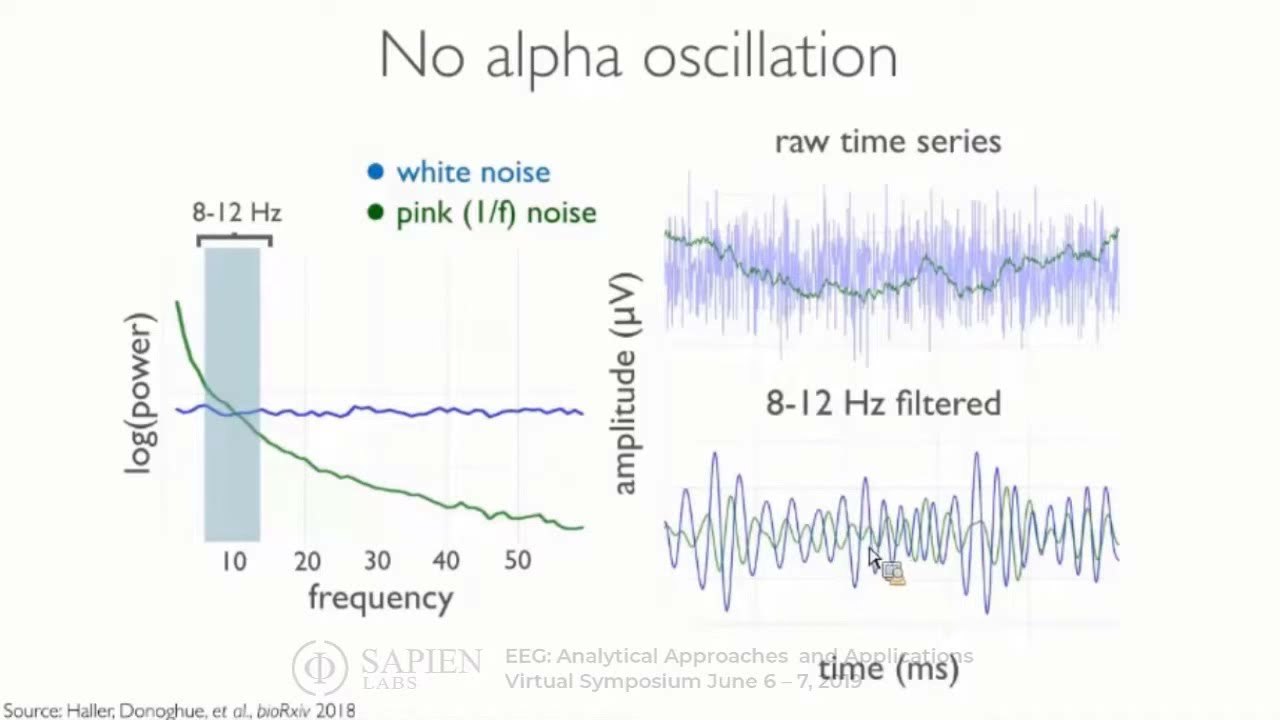 No alpha oscillation
white noise
pink (1/f) noise
8-12 Hz
log(power)
10 20 30 40 50
frequency
raw time series
amplitude (μV)
8-12 Hz filtered
time (ms)
SAPIEN
LABS
EEG: Analytical Approaches and Applications
Virtual Symposium June 6 – 7, 2019
Source: Haller, Donoghue, et al., bioRxiv 2018